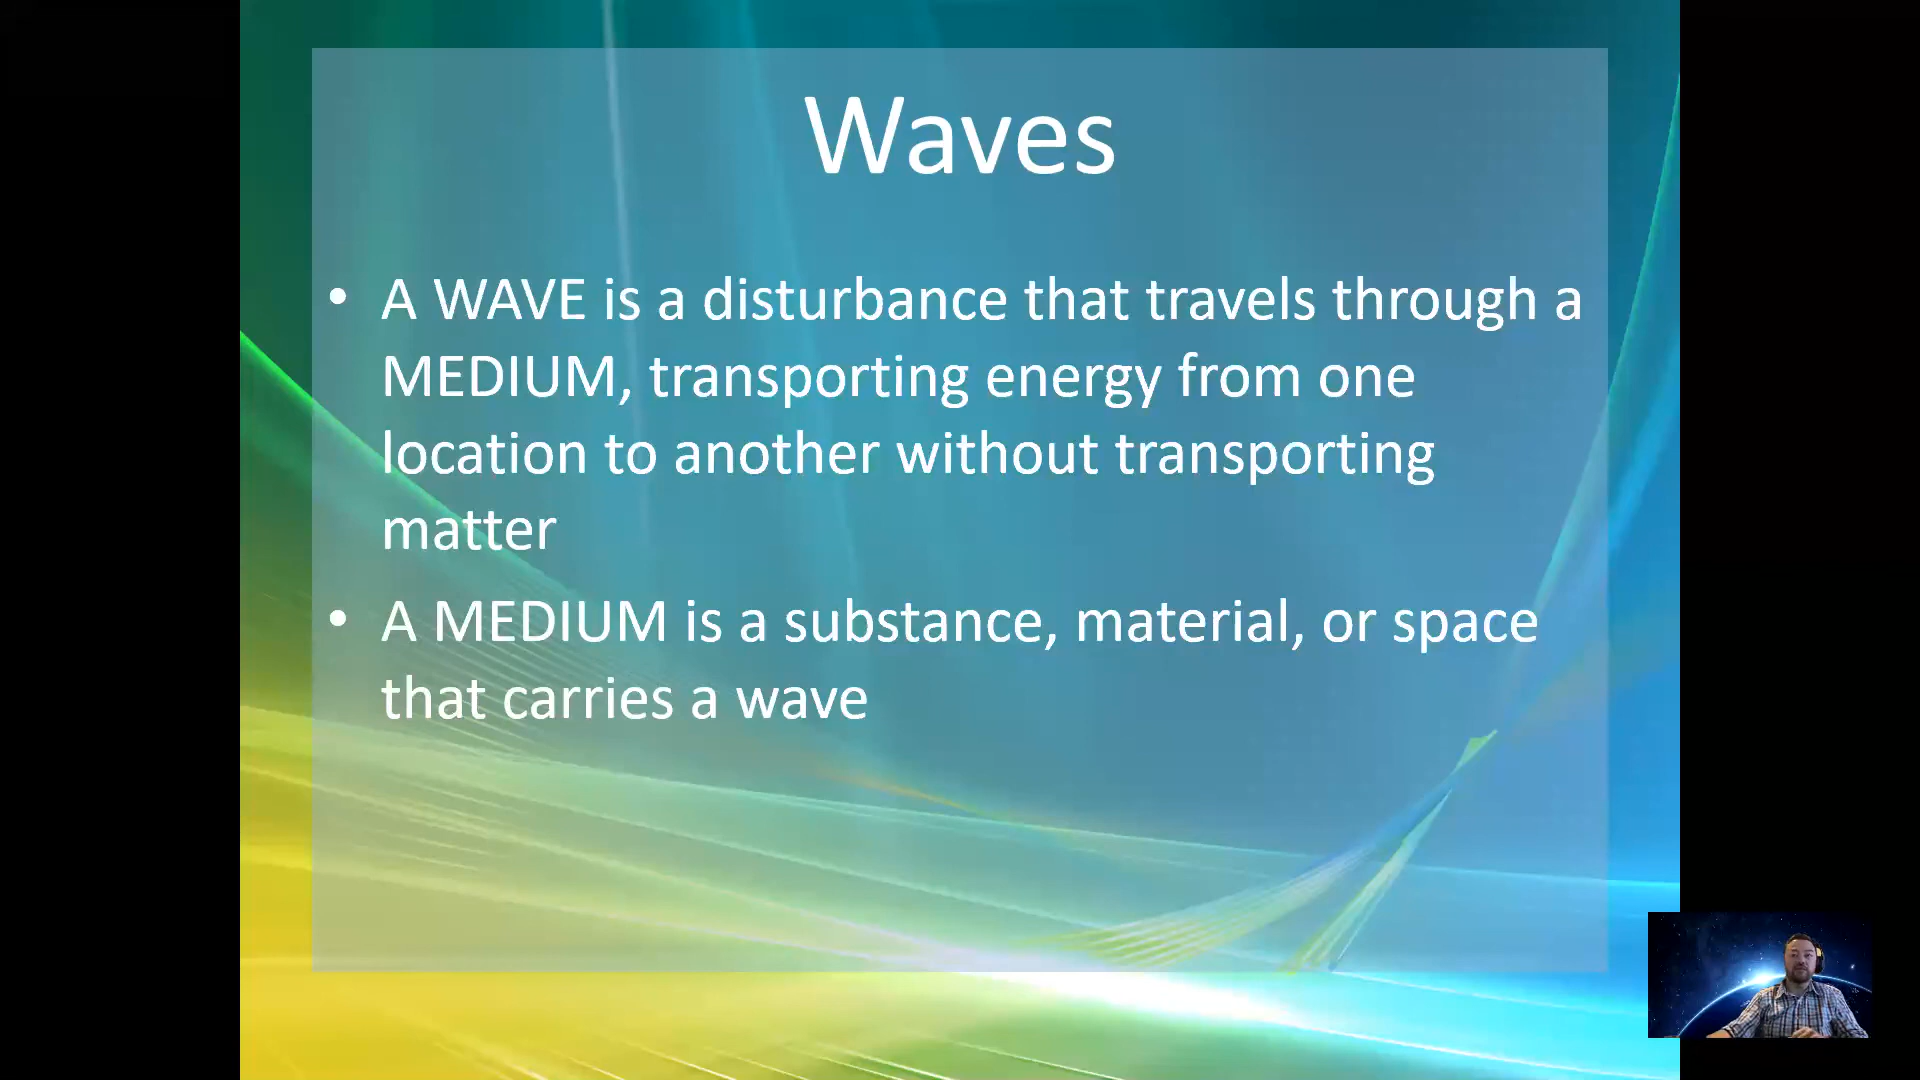 Waves
• A WAVE is a disturbance that travels through a
MEDIUM, transporting energy from one
location to another without transporting
matter
• A MEDIUM is a substance, material, or space
that carries a wave